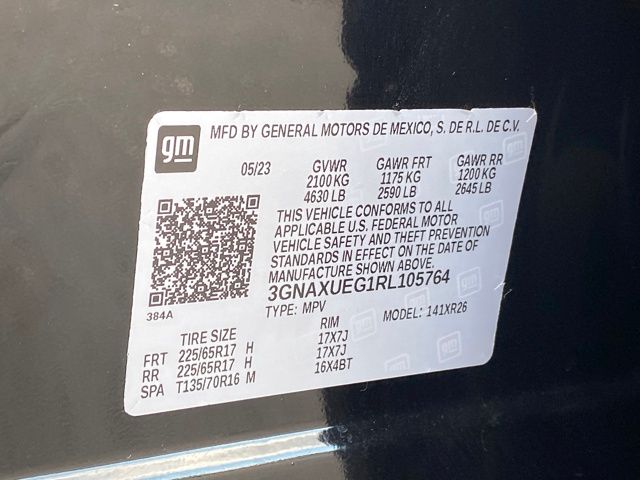 gm MFD BY GENERAL MOTORS DE MEXICO, S. DE R.L. DE C.V.
05/23 GVWR GAWR FRT GAWR RR
2100 KG 1175 KG 1200 KG
4630 LB 2590 LB 2645 LB
THIS VEHICLE CONFORMS TO ALL
APPLICABLE U.S. FEDERAL MOTOR
VEHICLE SAFETY AND THEFT PREVENTION
STANDARDS IN EFFECT ON THE DATE OF
MANUFACTURE SHOWN ABOVE.
3GNAXUEG1RL105764
384A
TYPE: MPV MODEL: 141XR26
TIRE SIZE RIM
FRT 225/65R17 H 17X7J
RR 225/65R17 H 17X7J
SPA T135/70R16 M 16X4BT